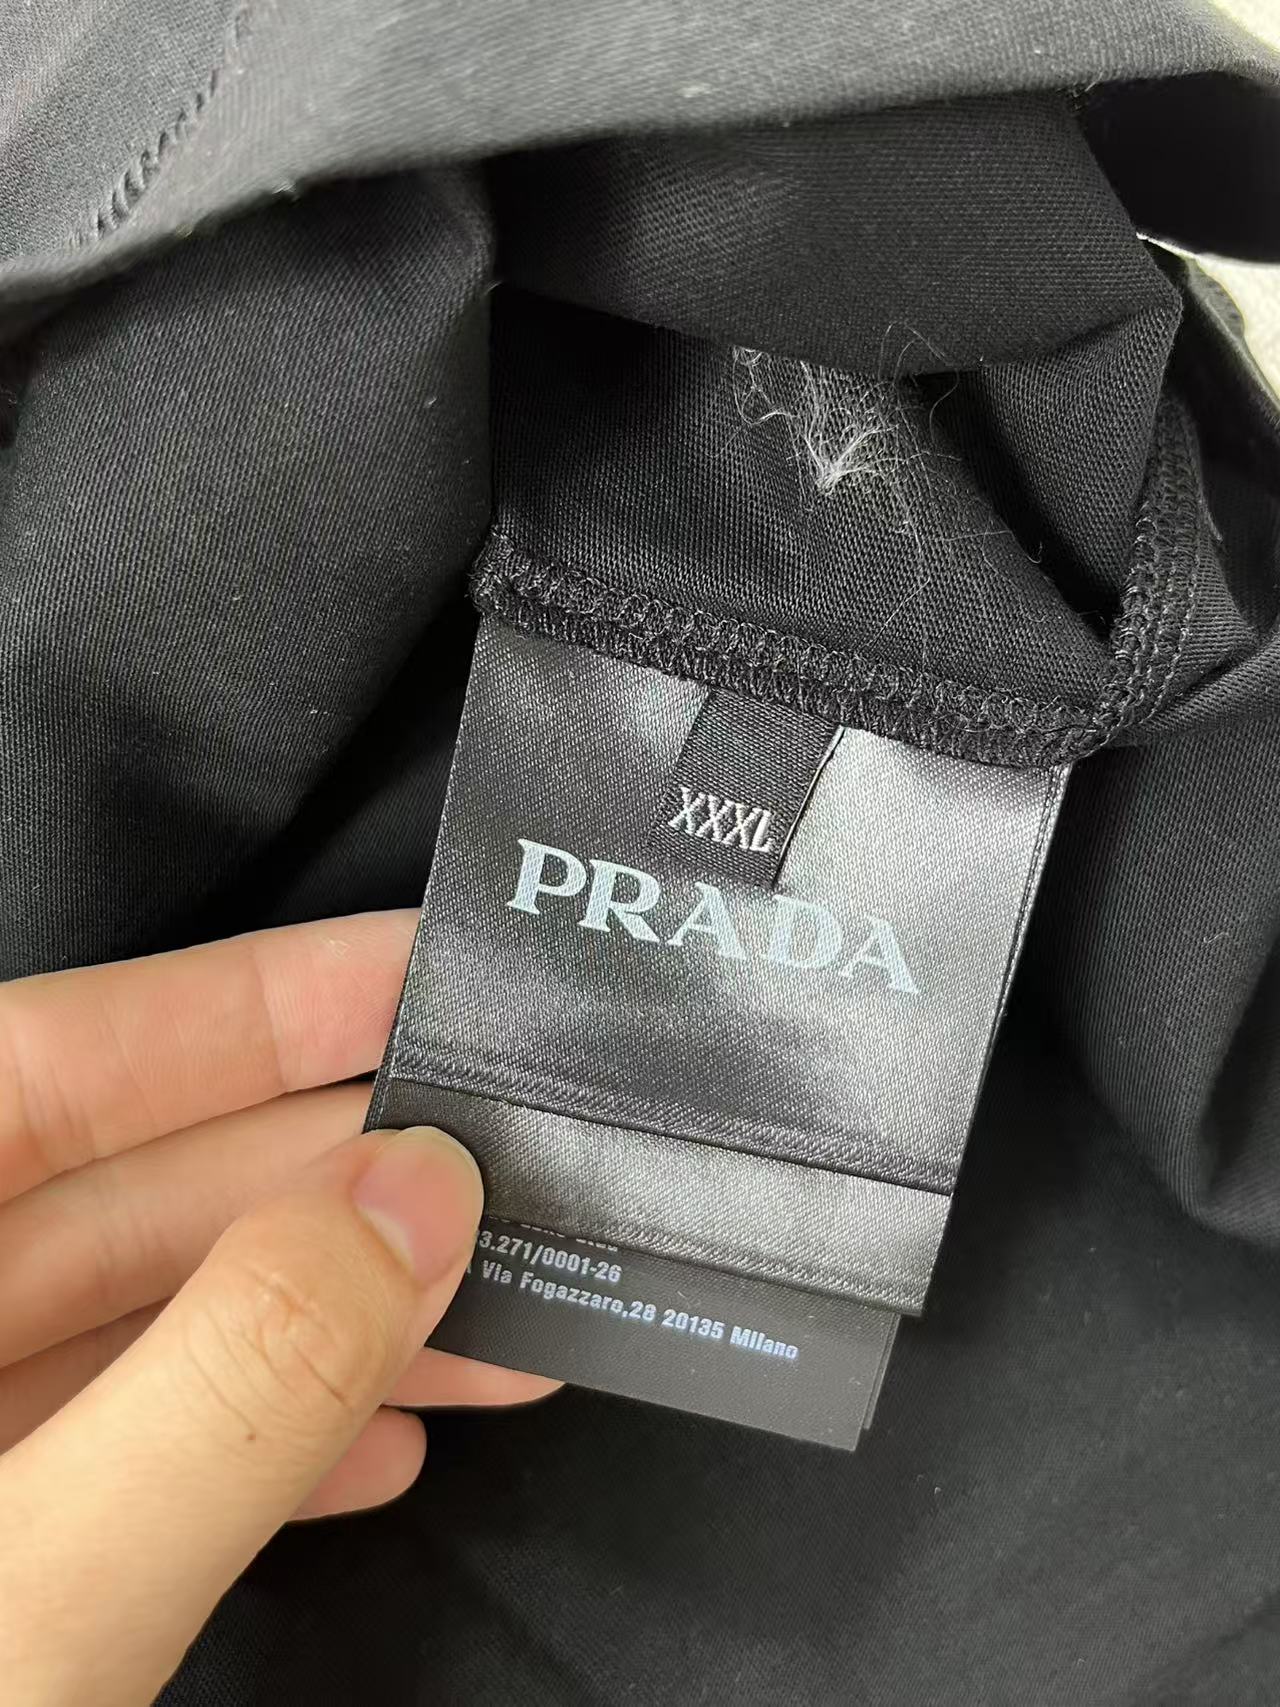 XXXL
PRADA
3.271/0001-26
Via Fogazzaro,28 20135 Milano